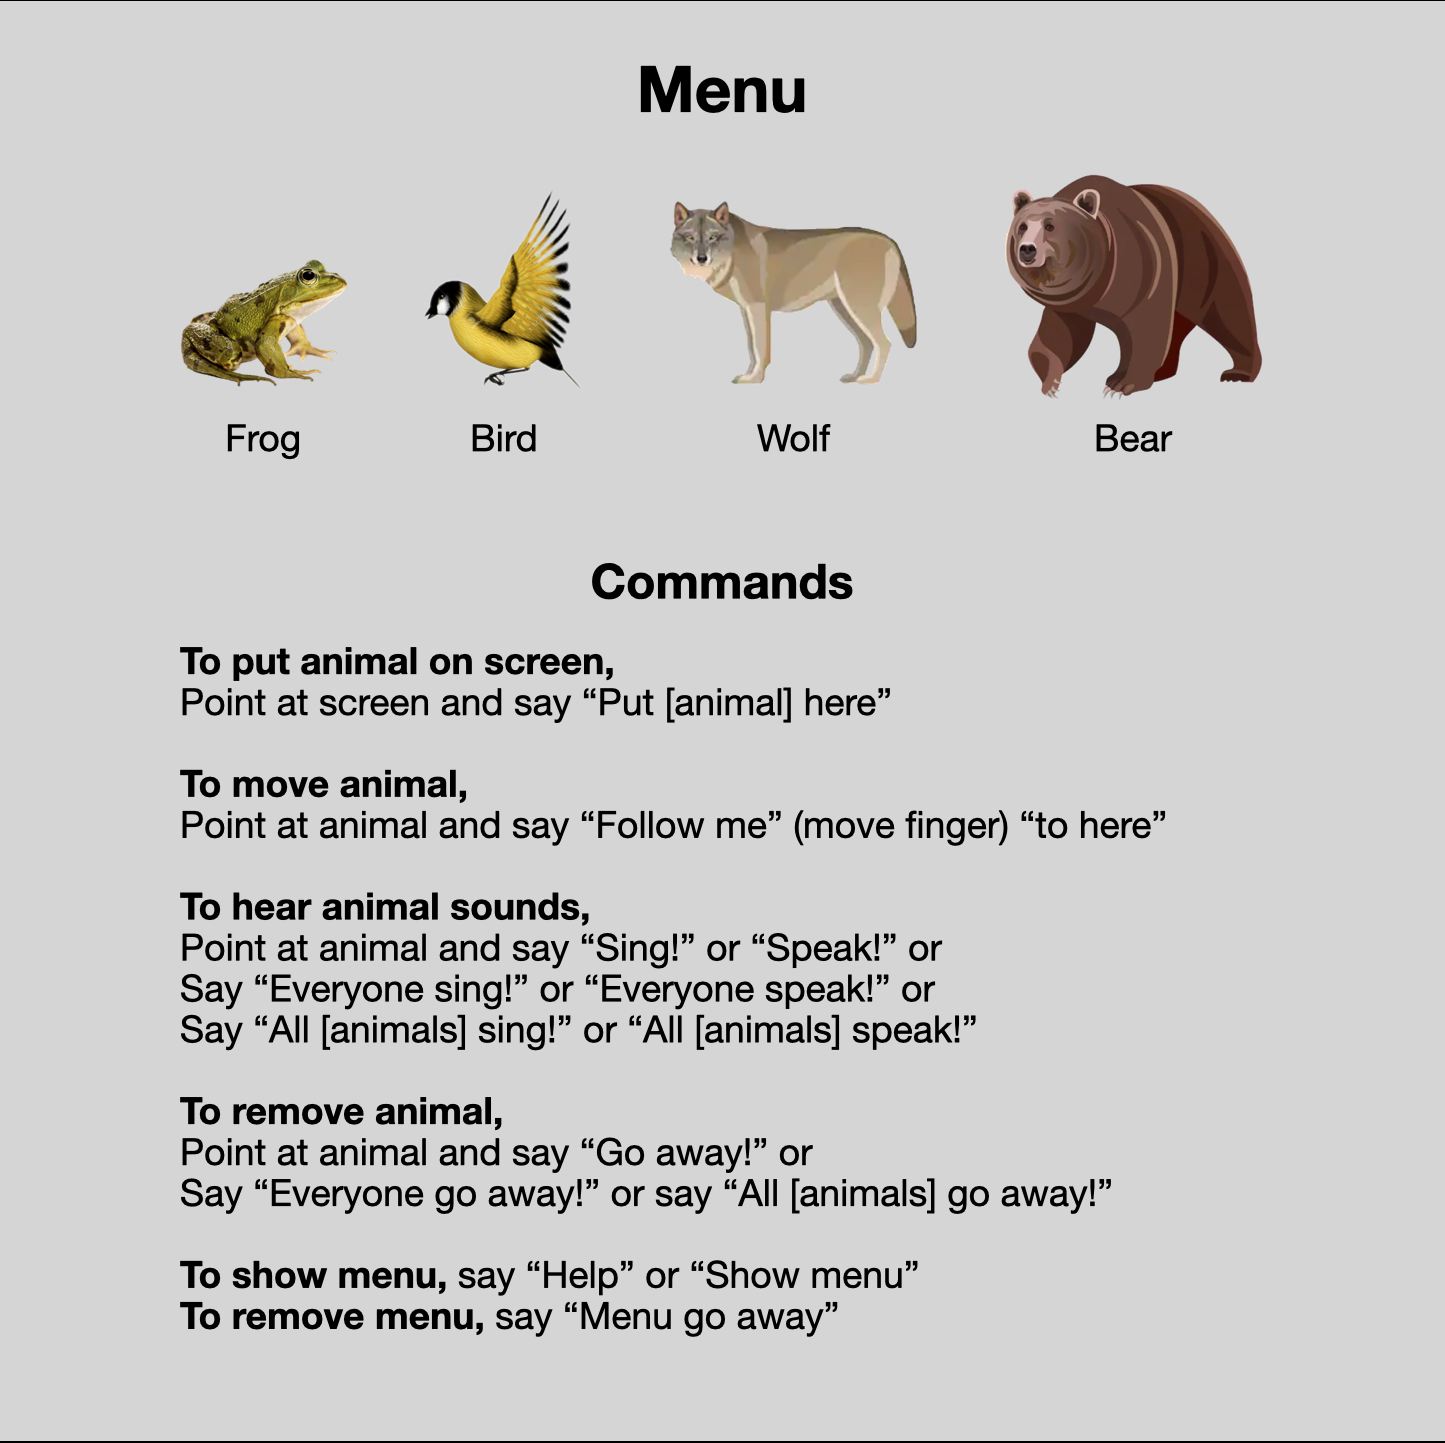 Menu
Frog Bird Wolf Bear
Commands
To put animal on screen,
Point at screen and say “Put [animal] here”
To move animal,
Point at animal and say “Follow me” (move finger) “to here”
To hear animal sounds,
Point at animal and say “Sing!” or “Speak!” or
Say “Everyone sing!” or “Everyone speak!” or
Say “All [animals] sing!” or “All [animals] speak!”
To remove animal,
Point at animal and say “Go away!” or
Say “Everyone go away!” or say “All [animals] go away!”
To show menu, say “Help” or “Show menu”
To remove menu, say “Menu go away”